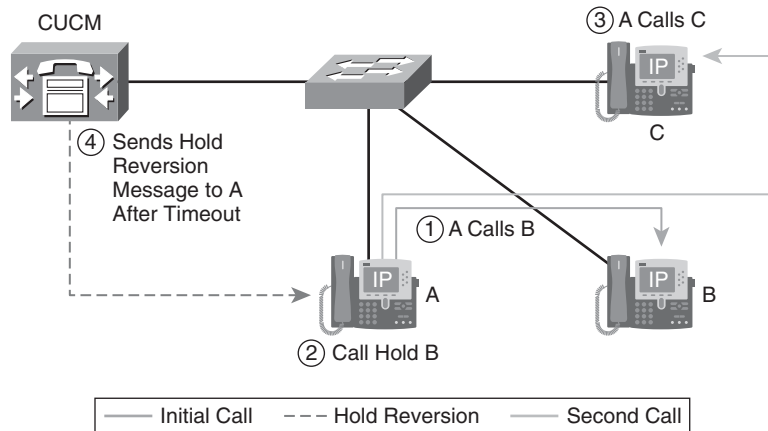 CUCM
③ A Calls C
IP
C
④ Sends Hold
Reversion
Message to A
After Timeout
① A Calls B
IP
A
IP
B
② Call Hold B
Initial Call
Hold Reversion
Second Call